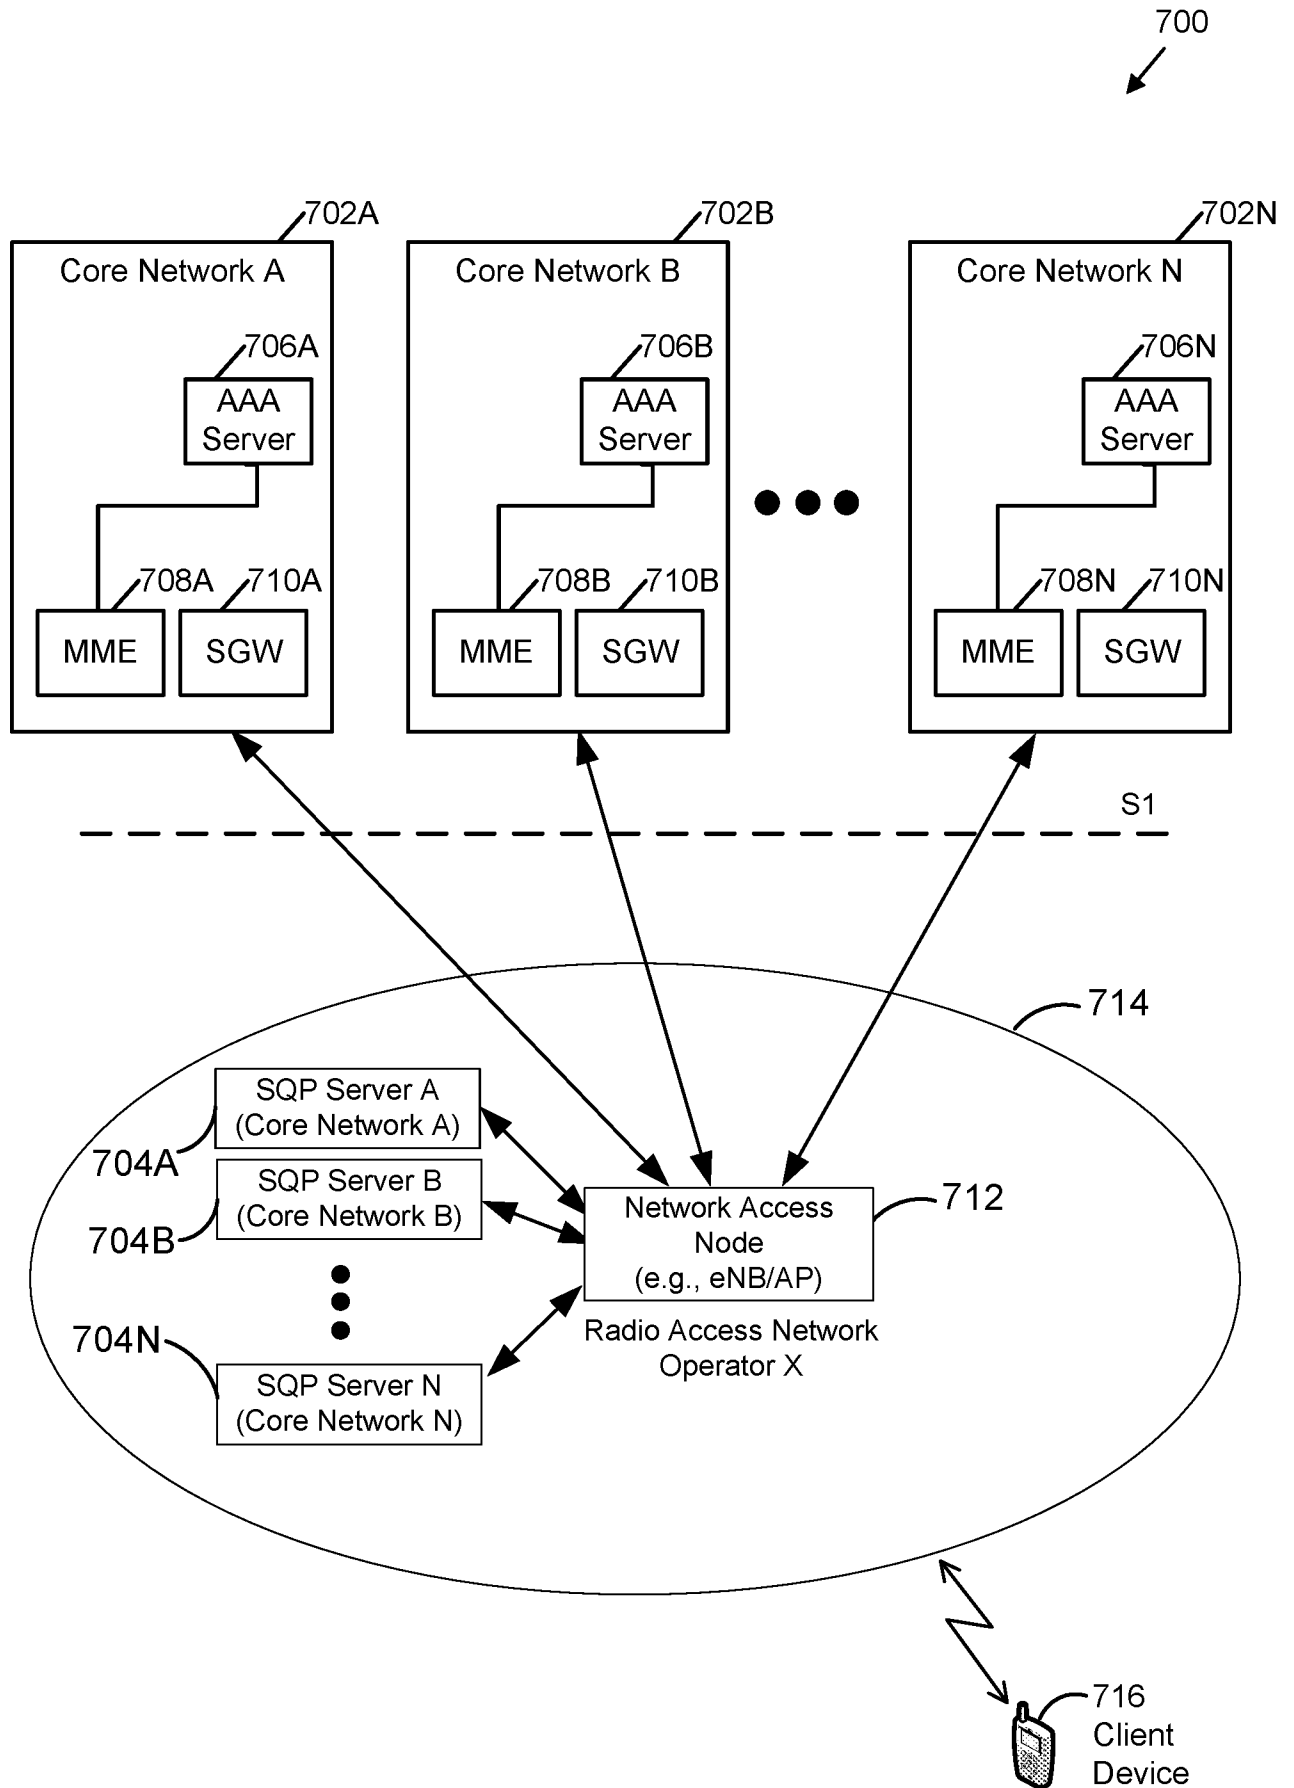 700
702A
702B
702N
Core Network A
Core Network B
Core Network N
706A
706B
706N
AAA
Server
AAA
Server
AAA
Server
708A
710A
708B
710B
708N
710N
MME
SGW
MME
SGW
MME
SGW
S1
714
SQP Server A
(Core Network A)
704A
SQP Server B
(Core Network B)
704B
Network Access
Node
(e.g., eNB/AP)
712
Radio Access Network
Operator X
704N
SQP Server N
(Core Network N)
716
Client
Device